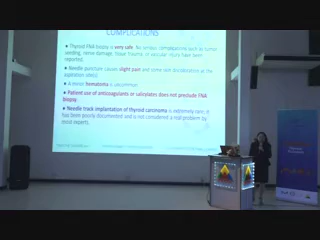 COMPLICATIONS
Thyroid FNA biopsy is very safe. No serious complications such as tumor
seeding, nerve damage, tissue trauma, or vascular injury have been
reported.
Needle puncture causes slight pain and some skin discoloration at the
aspiration site(s)
A minor hematoma is uncommon
Patient use of anticoagulants or salicylates does not preclude FNA
biopsy.
Needle track implantation of thyroid carcinoma is extremely rare; it
has been poorly documented and is not considered a real problem by
most experts.